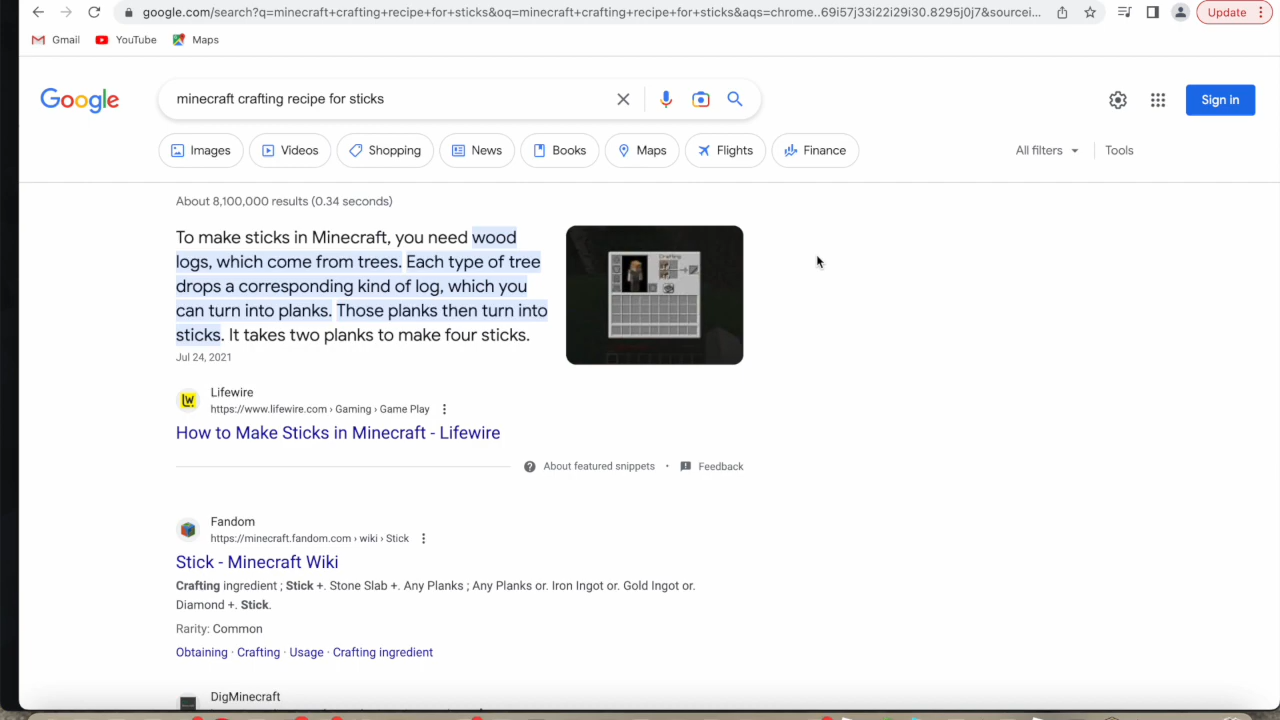 google.com/search?q=minecraft+crafting+recipe+for+sticks&oq=minecraft+crafting+recipe+for+sticks&aqs=chrome..69i57j33i22i29i30.8295j0j7&sourcei...
Update
Gmail YouTube Maps
Google
minecraft crafting recipe for sticks
Sign in
Images Videos Shopping News Books Maps Flights Finance
All filters Tools
About 8,100,000 results (0.34 seconds)
To make sticks in Minecraft, you need wood
logs, which come from trees. Each type of tree
drops a corresponding kind of log, which you
can turn into planks. Those planks then turn into
sticks. It takes two planks to make four sticks.
Jul 24, 2021
Crafting
Lifewire
https://www.lifewire.com › Gaming › Game Play
How to Make Sticks in Minecraft - Lifewire
About featured snippets • Feedback
Fandom
https://minecraft.fandom.com › wiki › Stick
Stick - Minecraft Wiki
Crafting ingredient ; Stick +. Stone Slab +. Any Planks ; Any Planks or. Iron Ingot or. Gold Ingot or.
Diamond +. Stick.
Rarity: Common
Obtaining · Crafting · Usage · Crafting ingredient
DigMinecraft